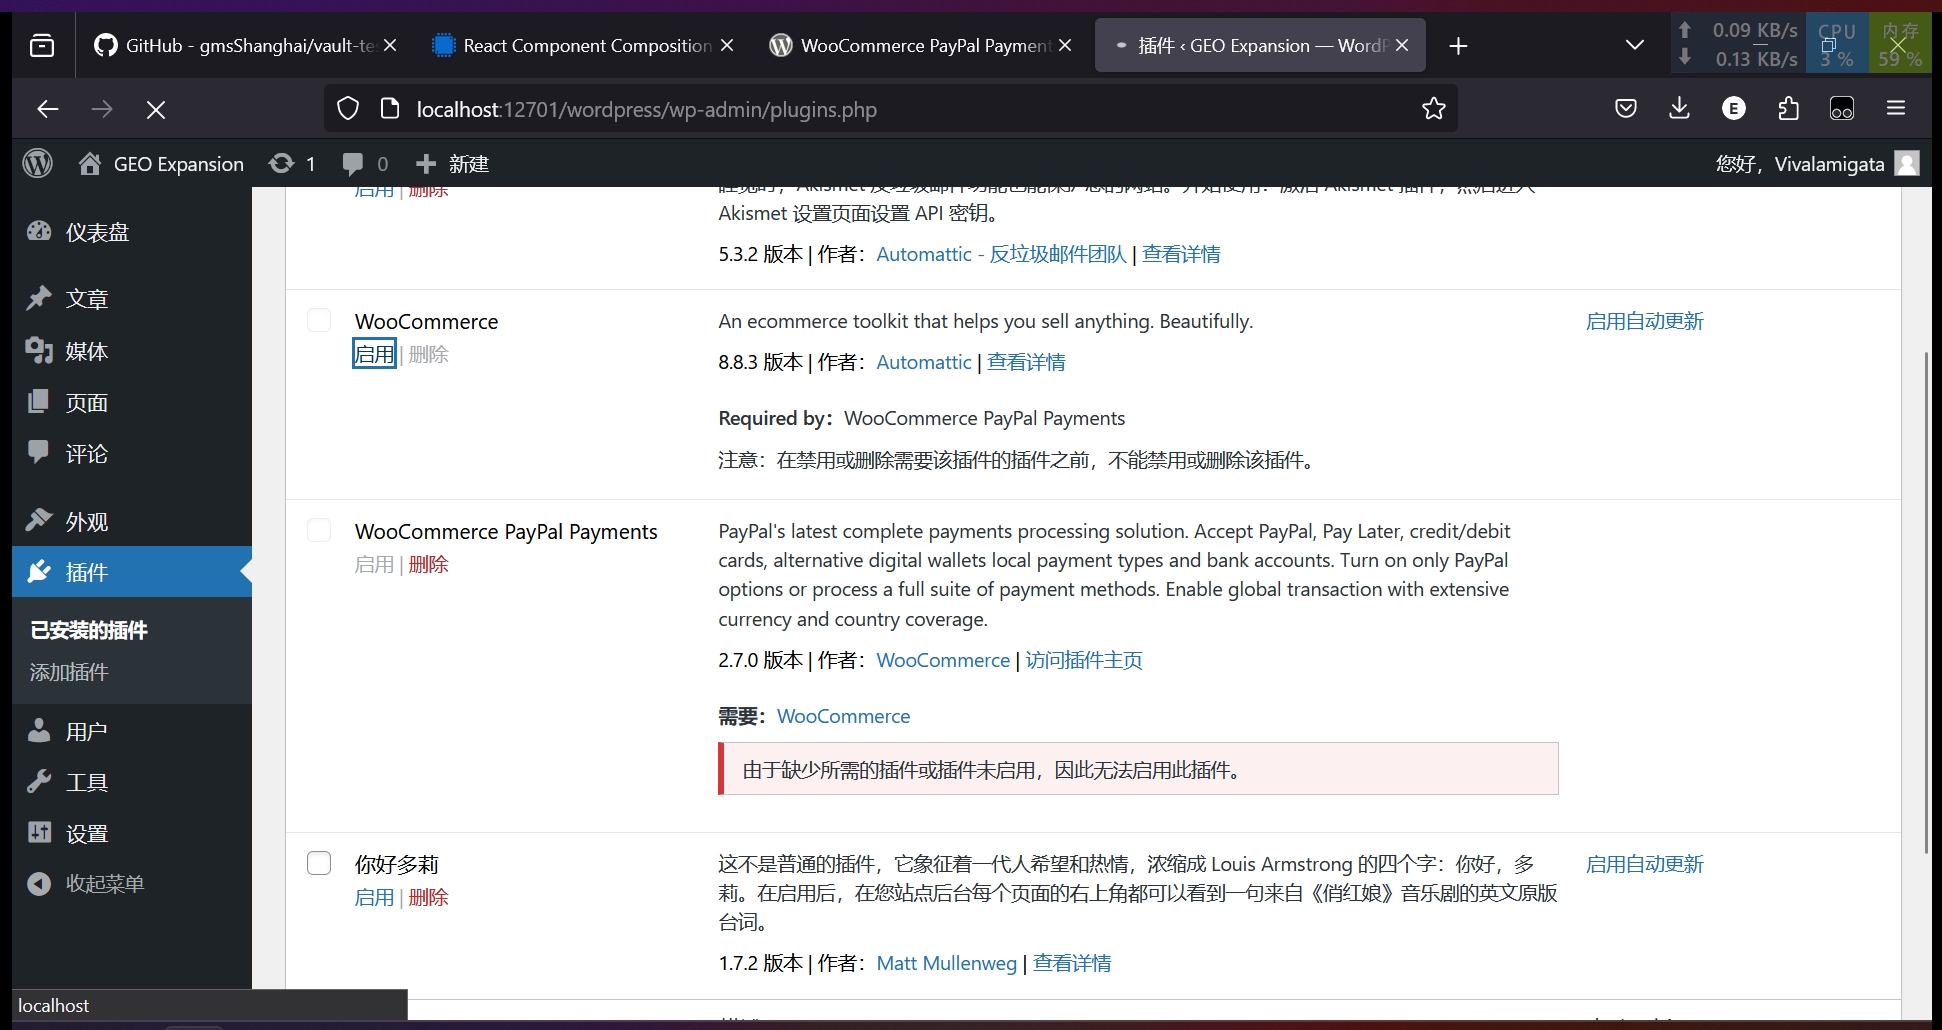 GitHub - gmsShanghai/vault-te
React Component Composition
WooCommerce PayPal Payment
插件 ‹ GEO Expansion — WordP
0.09 KB/s
0.13 KB/s
CPU
3 %
内存
59 %
localhost:12701/wordpress/wp-admin/plugins.php
E
GEO Expansion
1
0
新建
您好，Vivalamigata
仪表盘
文章
媒体
页面
评论
外观
插件
已安装的插件
添加插件
用户
工具
设置
收起菜单
启用 | 删除
Akismet 设置页面设置 API 密钥。
5.3.2 版本 | 作者：Automattic - 反垃圾邮件团队 | 查看详情
WooCommerce
启用 | 删除
An ecommerce toolkit that helps you sell anything. Beautifully.
8.8.3 版本 | 作者：Automattic | 查看详情
Required by：WooCommerce PayPal Payments
注意：在禁用或删除需要该插件的插件之前，不能禁用或删除该插件。
启用自动更新
WooCommerce PayPal Payments
启用 | 删除
PayPal's latest complete payments processing solution. Accept PayPal, Pay Later, credit/debit
cards, alternative digital wallets local payment types and bank accounts. Turn on only PayPal
options or process a full suite of payment methods. Enable global transaction with extensive
currency and country coverage.
2.7.0 版本 | 作者：WooCommerce | 访问插件主页
需要：WooCommerce
由于缺少所需的插件或插件未启用，因此无法启用此插件。
你好多莉
启用 | 删除
这不是普通的插件，它象征着一代人希望和热情，浓缩成 Louis Armstrong 的四个字：你好，多
莉。在启用后，在您站点后台每个页面的右上角都可以看到一句来自《俏红娘》音乐剧的英文原版
台词。
1.7.2 版本 | 作者：Matt Mullenweg | 查看详情
启用自动更新
localhost